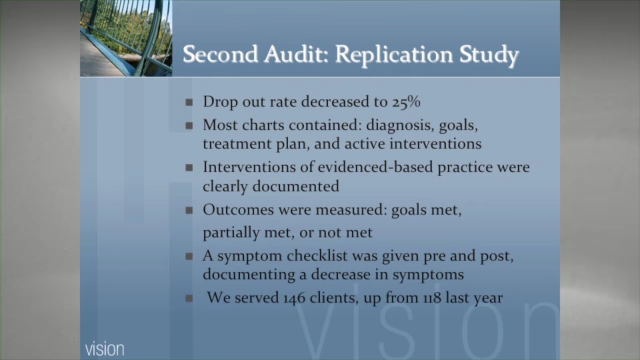 Second Audit: Replication Study
Drop out rate decreased to 25%
Most charts contained: diagnosis, goals,
treatment plan, and active interventions
Interventions of evidenced-based practice were
clearly documented
Outcomes were measured: goals met,
partially met, or not met
A symptom checklist was given pre and post,
documenting a decrease in symptoms
We served 146 clients, up from 118 last year
vision
vision